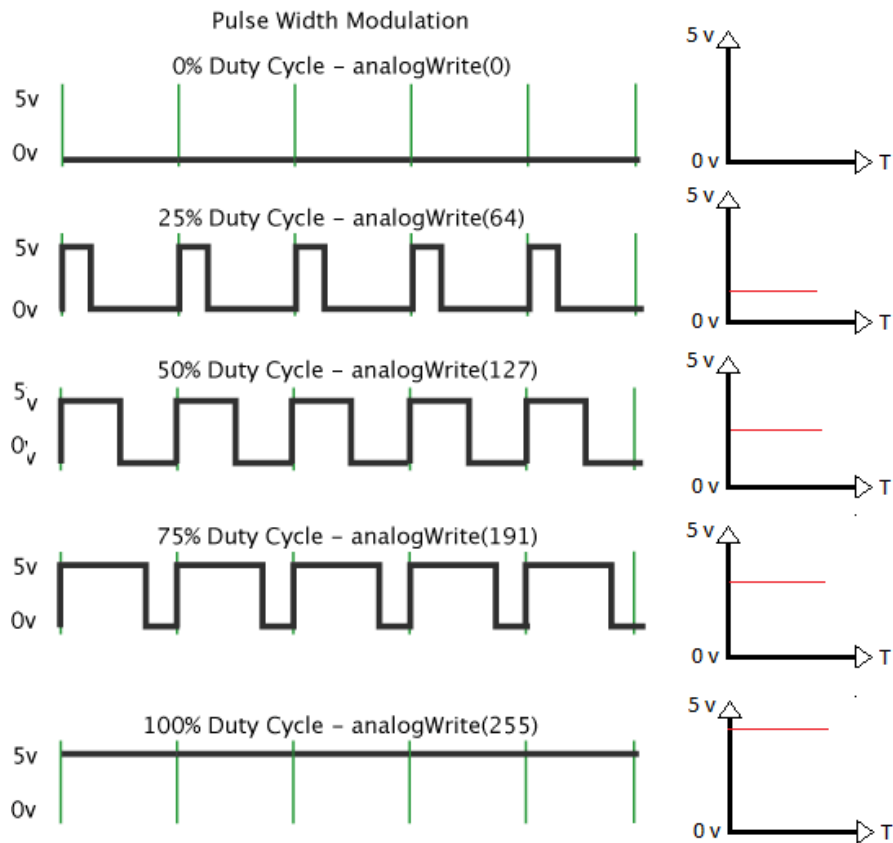 Pulse Width Modulation
0% Duty Cycle – analogWrite(0)
5v
0v
5 v
0 v
T
25% Duty Cycle – analogWrite(64)
5v
0v
5 v
0 v
T
50% Duty Cycle – analogWrite(127)
5v
0v
5 v
0 v
T
75% Duty Cycle – analogWrite(191)
5v
0v
5 v
0 v
T
100% Duty Cycle – analogWrite(255)
5v
0v
5 v
0 v
T